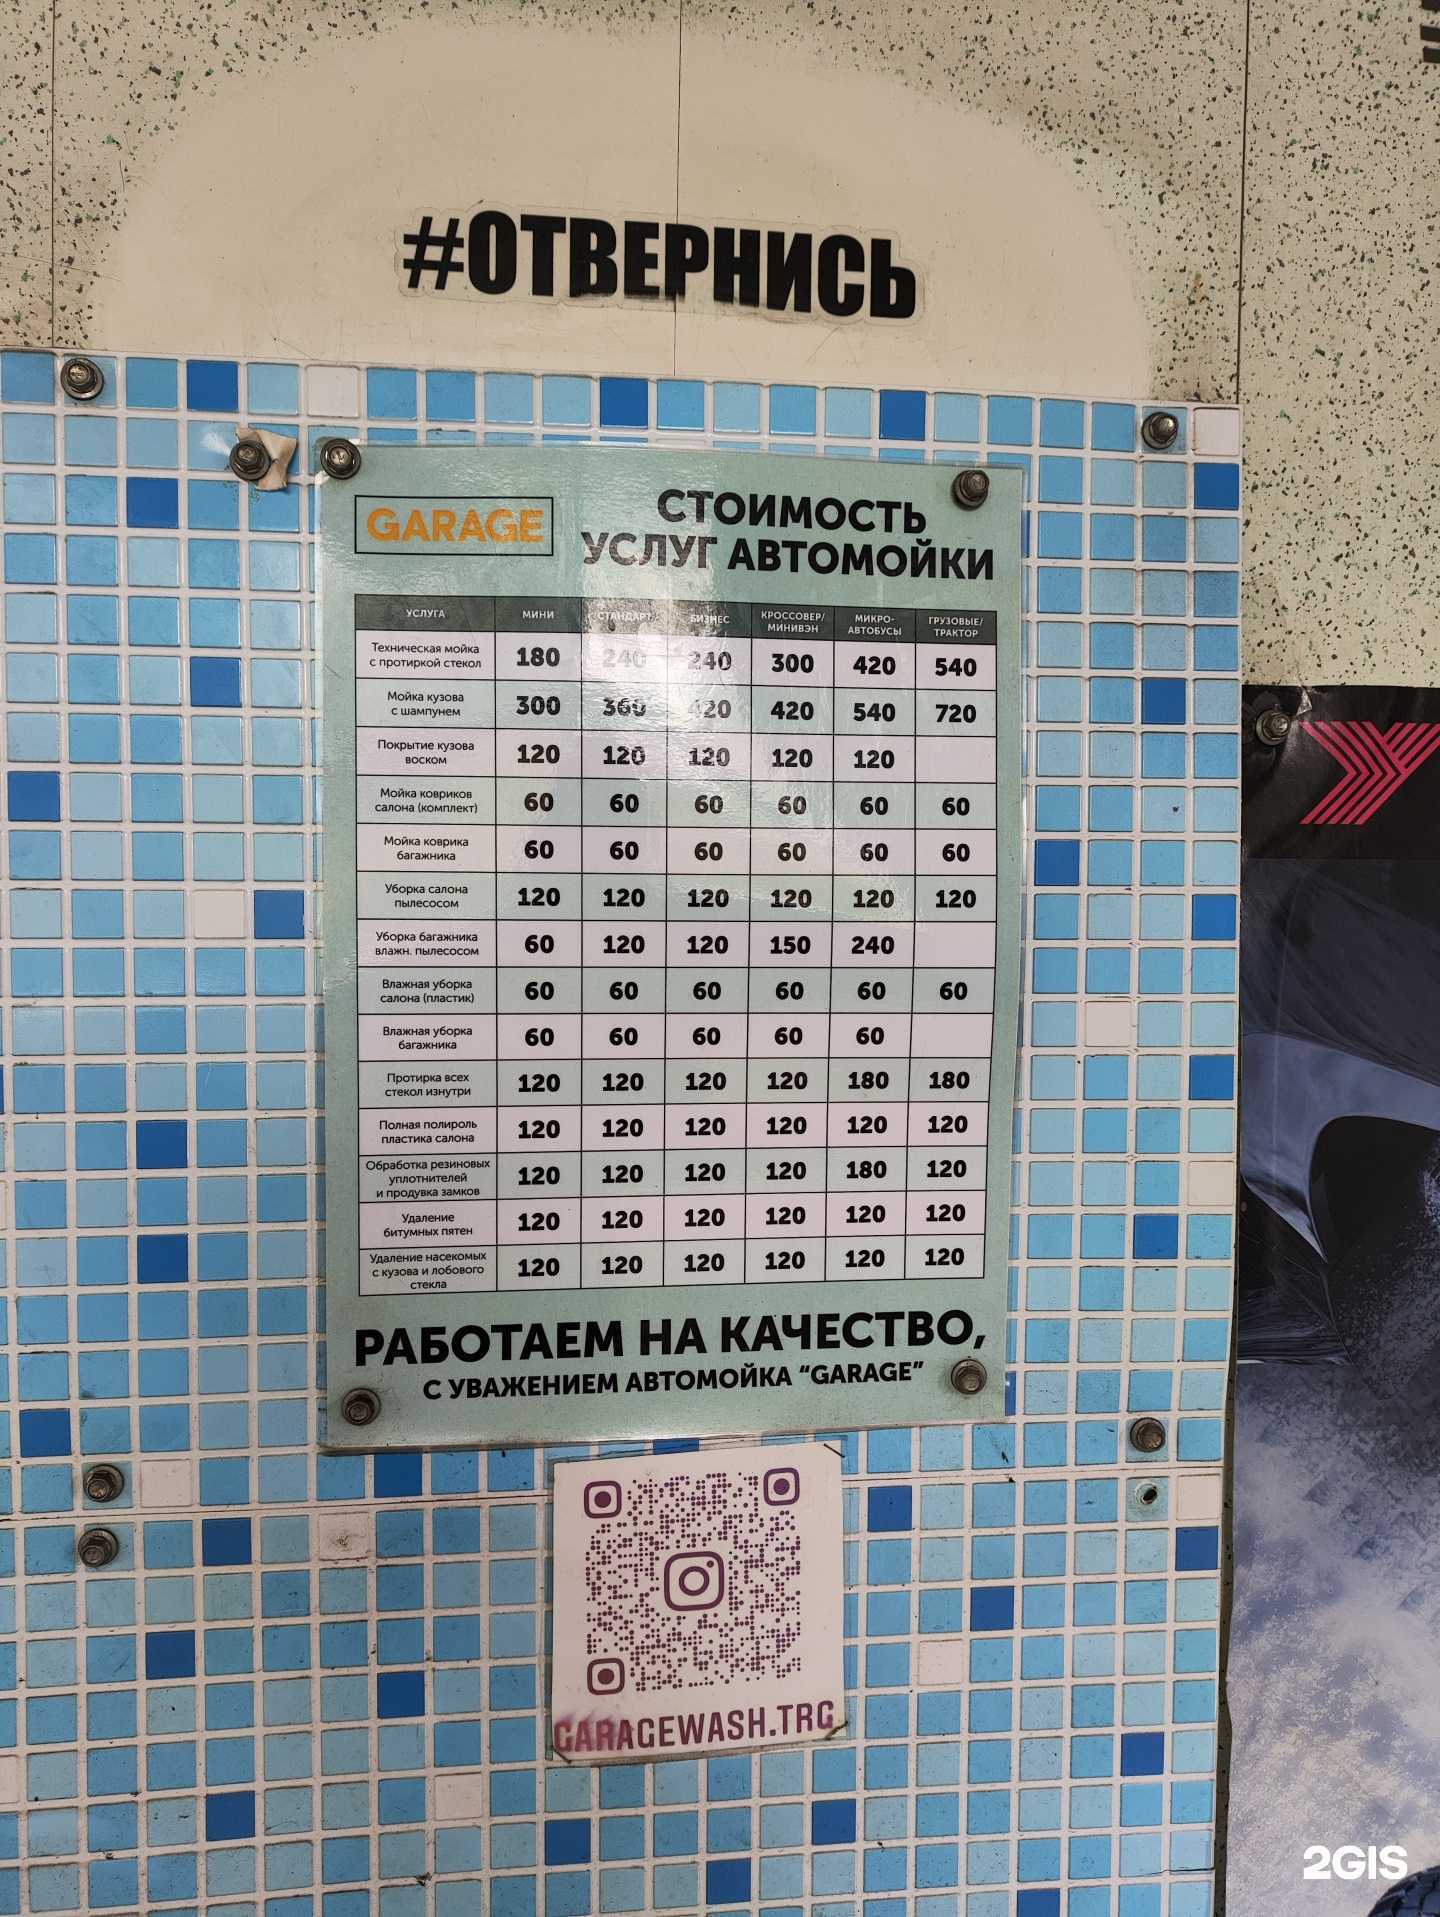 #ОТВЕРНИСЬ
GARAGE
СТОИМОСТЬ
УСЛУГ АВТОМОЙКИ
УСЛУГА МИНИ СТАНДАРТ БИЗНЕС КРОССОВЕР/ МИНИВЭН МИКРО- АВТОБУСЫ ГРУЗОВЫЕ/ ТРАКТОР
Техническая мойка
с протиркой стекол 180 240 240 300 420 540
Мойка кузова
с шампунем 300 360 420 420 540 720
Покрытие кузова
воском 120 120 120 120 120
Мойка ковриков
салона (комплект) 60 60 60 60 60 60
Мойка коврика
багажника 60 60 60 60 60 60
Уборка салона
пылесосом 120 120 120 120 120 120
Уборка багажника
влажн. пылесосом 60 120 120 150 240
Влажная уборка
салона (пластик) 60 60 60 60 60 60
Влажная уборка
багажника 60 60 60 60 60
Протирка всех
стекол изнутри 120 120 120 120 180 180
Полная полироль
пластика салона 120 120 120 120 120 120
Обработка резиновых
уплотнителей
и продувка замков 120 120 120 120 180 120
Удаление
битумных пятен 120 120 120 120 120 120
Удаление насекомых
с кузова и лобового
стекла 120 120 120 120 120 120
РАБОТАЕМ НА КАЧЕСТВО,
С УВАЖЕНИЕМ АВТОМОЙКА “GARAGE”
GARAGEWASH.TRG
2GIS